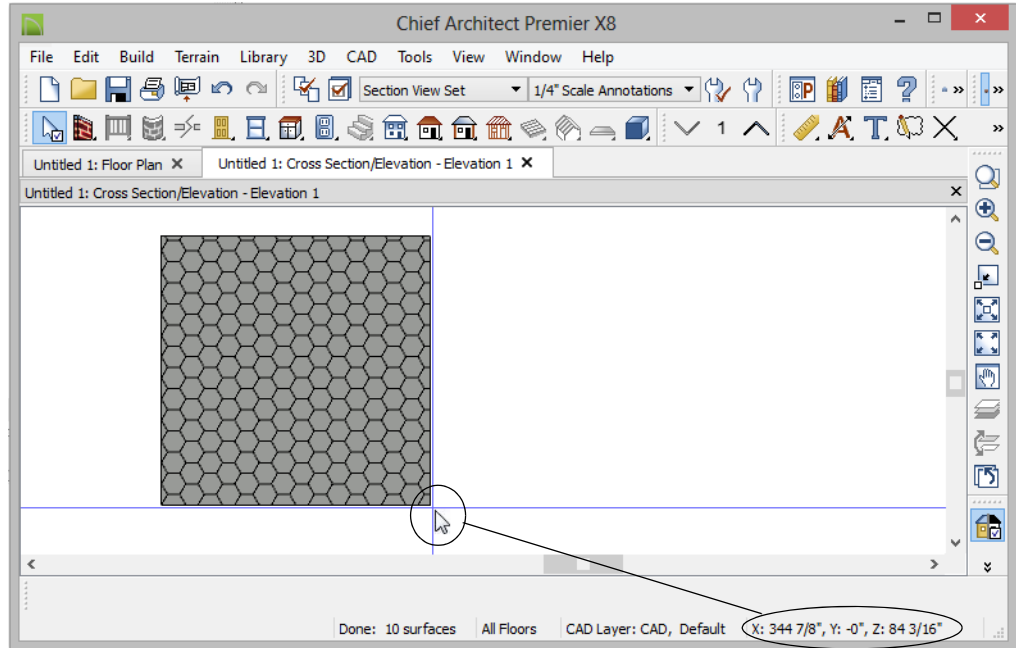 Chief Architect Premier X8
File Edit Build Terrain Library 3D CAD Tools View Window Help
Section View Set 1/4" Scale Annotations
1 A T
Untitled 1: Floor Plan Untitled 1: Cross Section/Elevation - Elevation 1
Untitled 1: Cross Section/Elevation - Elevation 1
Done: 10 surfaces All Floors CAD Layer: CAD, Default X: 344 7/8", Y: -0", Z: 84 3/16"